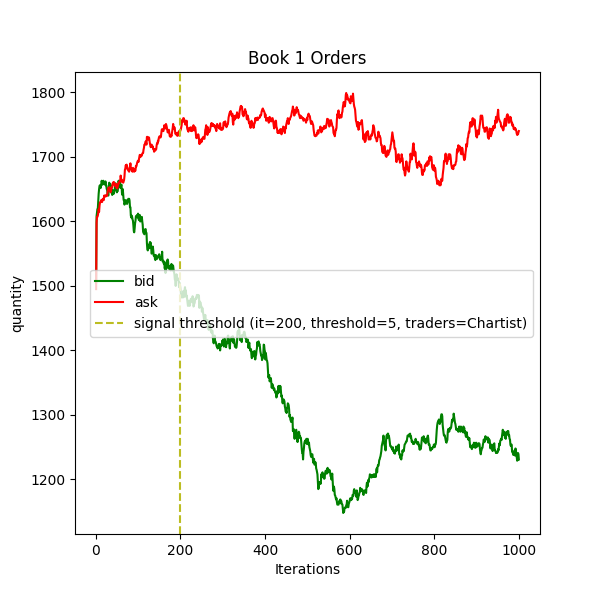 Book 1 Orders
1800
1700
1600
1500
1400
1300
1200
quantity
bid
ask
signal threshold (it=200, threshold=5, traders=Chartist)
0 200 400 600 800 1000
Iterations